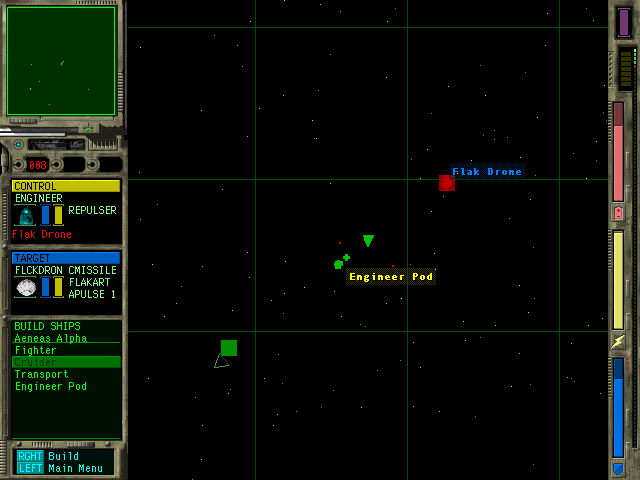 Flak Drone
Engineer Pod
003
CONTROL
ENGINEER
REPULSER
Flak Drone
TARGET
FLCKDRON CMISSILE
FLAKART
APULSE 1
BUILD SHIPS
Aeneas Alpha
Fighter
Cruiser
Transport
Engineer Pod
RGHT Build
LEFT Main Menu